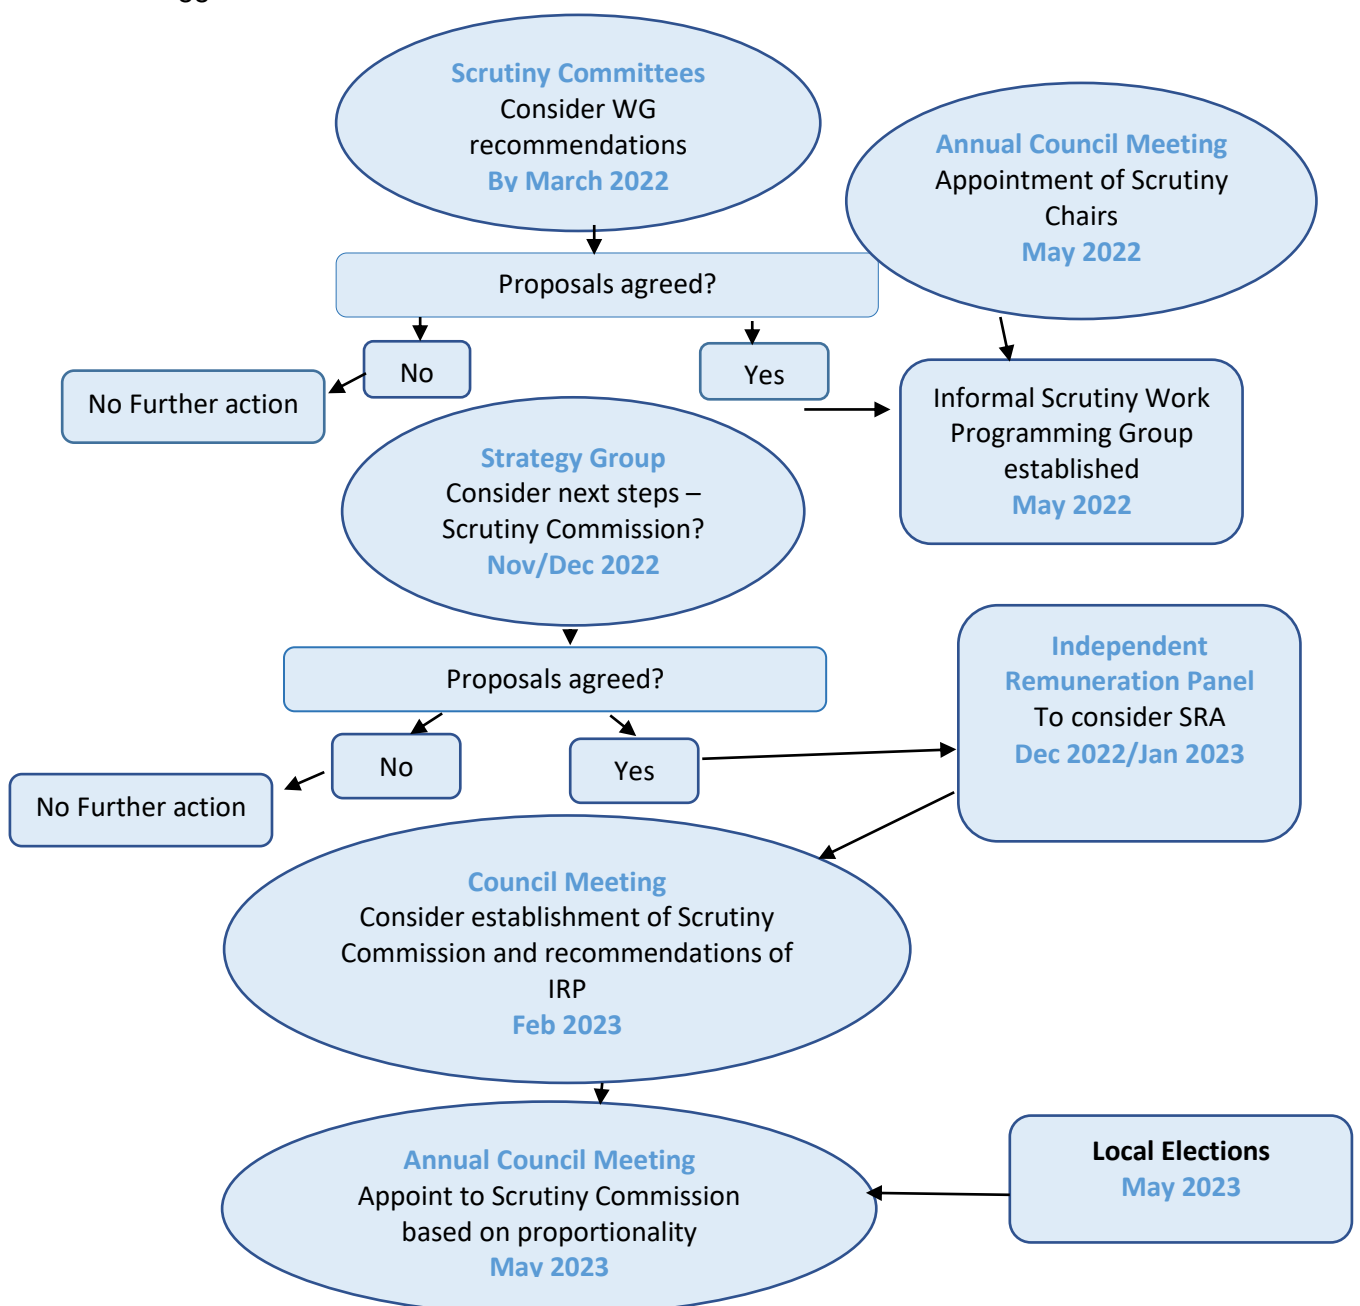 Scrutiny Committees
Consider WG
recommendations
By March 2022
Annual Council Meeting
Appointment of Scrutiny
Chairs
May 2022
Proposals agreed?
No
Yes
No Further action
Informal Scrutiny Work
Programming Group
established
May 2022
Strategy Group
Consider next steps –
Scrutiny Commission?
Nov/Dec 2022
Proposals agreed?
Independent
Remuneration Panel
To consider SRA
Dec 2022/Jan 2023
No
Yes
No Further action
Council Meeting
Consider establishment of Scrutiny
Commission and recommendations of
IRP
Feb 2023
Annual Council Meeting
Appoint to Scrutiny Commission
based on proportionality
May 2023
Local Elections
May 2023